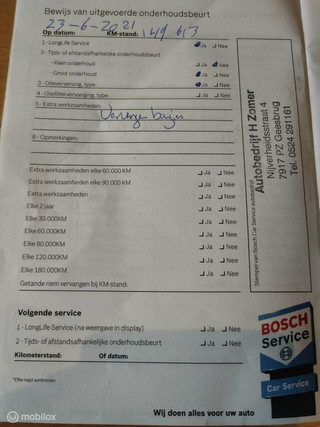 Bewijs van uitgevoerde onderhoudsbeurt
23-6-2021
Op datum: KM-stand: 149 613
1 - LongLife Service Ja Nee
2 - Tijds- of afstandsafhankelijke onderhoudsbeurt
- Klein onderhoud Ja Nee
- Groot onderhoud Ja Nee
3 - Olieverversing, type: Ja Nee
4 - Oliefiltervervanging, type: Ja Nee
5 - Extra werkzaamheden:
6 - Opmerkingen:
Extra werkzaamheden elke 60.000 KM Ja Nee
Extra werkzaamheden elke 90.000 KM Ja Nee
Extra werkzaamheden Ja Nee
Elke 2 jaar Ja Nee
Elke 30.000KM Ja Nee
Elke 60.000KM Ja Nee
Elke 90.000KM Ja Nee
Elke 120.000KM Ja Nee
Elke 180.000KM Ja Nee
Getande riem vervangen bij KM-stand:
Autobedrijf H Zomer
Nijverheidsstraat 4
7917 PZ Geesbrug
Tel. 0524 291161
Stempel van Bosch Car Service autobedrijf
Volgende service
1 - LongLife Service (na weergave in display) Ja Nee
2 - Tijds- of afstandsafhankelijke onderhoudsbeurt Ja Nee
Kilometerstand: Of datum:
BOSCH
Service
Car Service
Wij doen alles voor uw auto
© mobilox